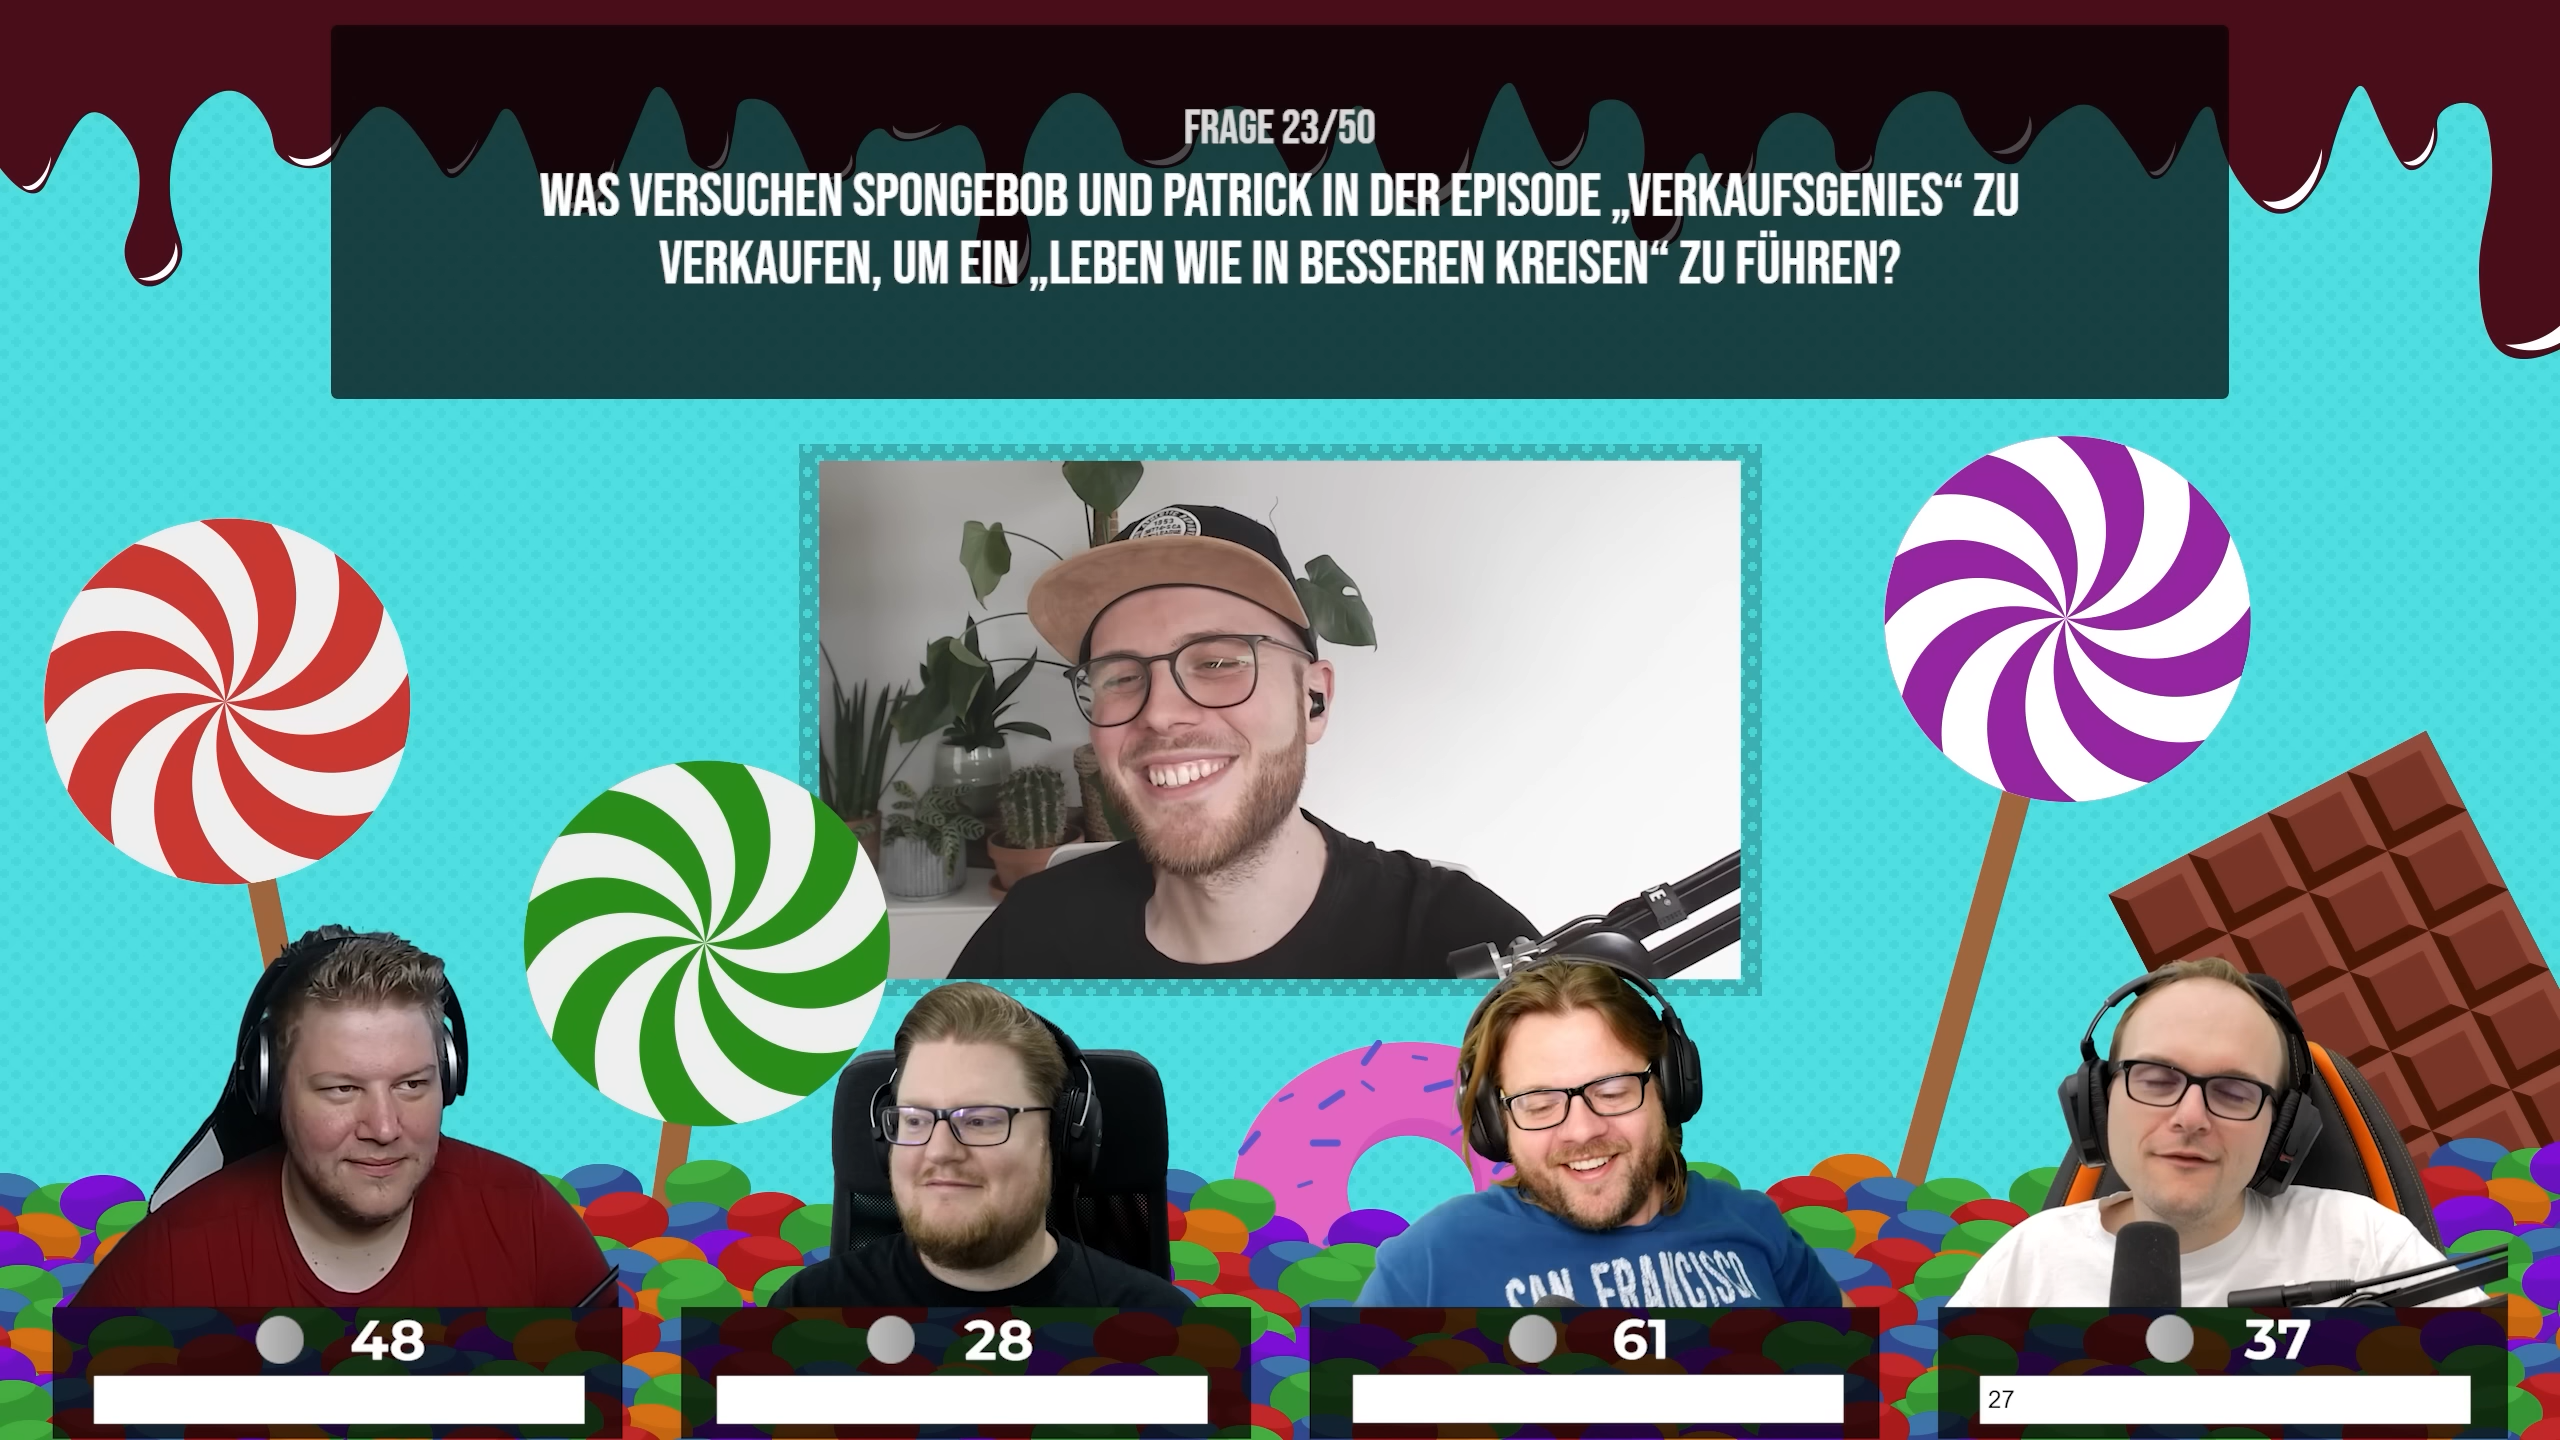 FRAGE 23/50
WAS VERSUCHEN SPONGEBOB UND PATRICK IN DER EPISODE „VERKAUFSGENIES“ ZU
VERKAUFEN, UM EIN „LEBEN WIE IN BESSEREN KREISEN“ ZU FÜHREN?
1953
SAN FRANCISCO
48
28
61
37
27